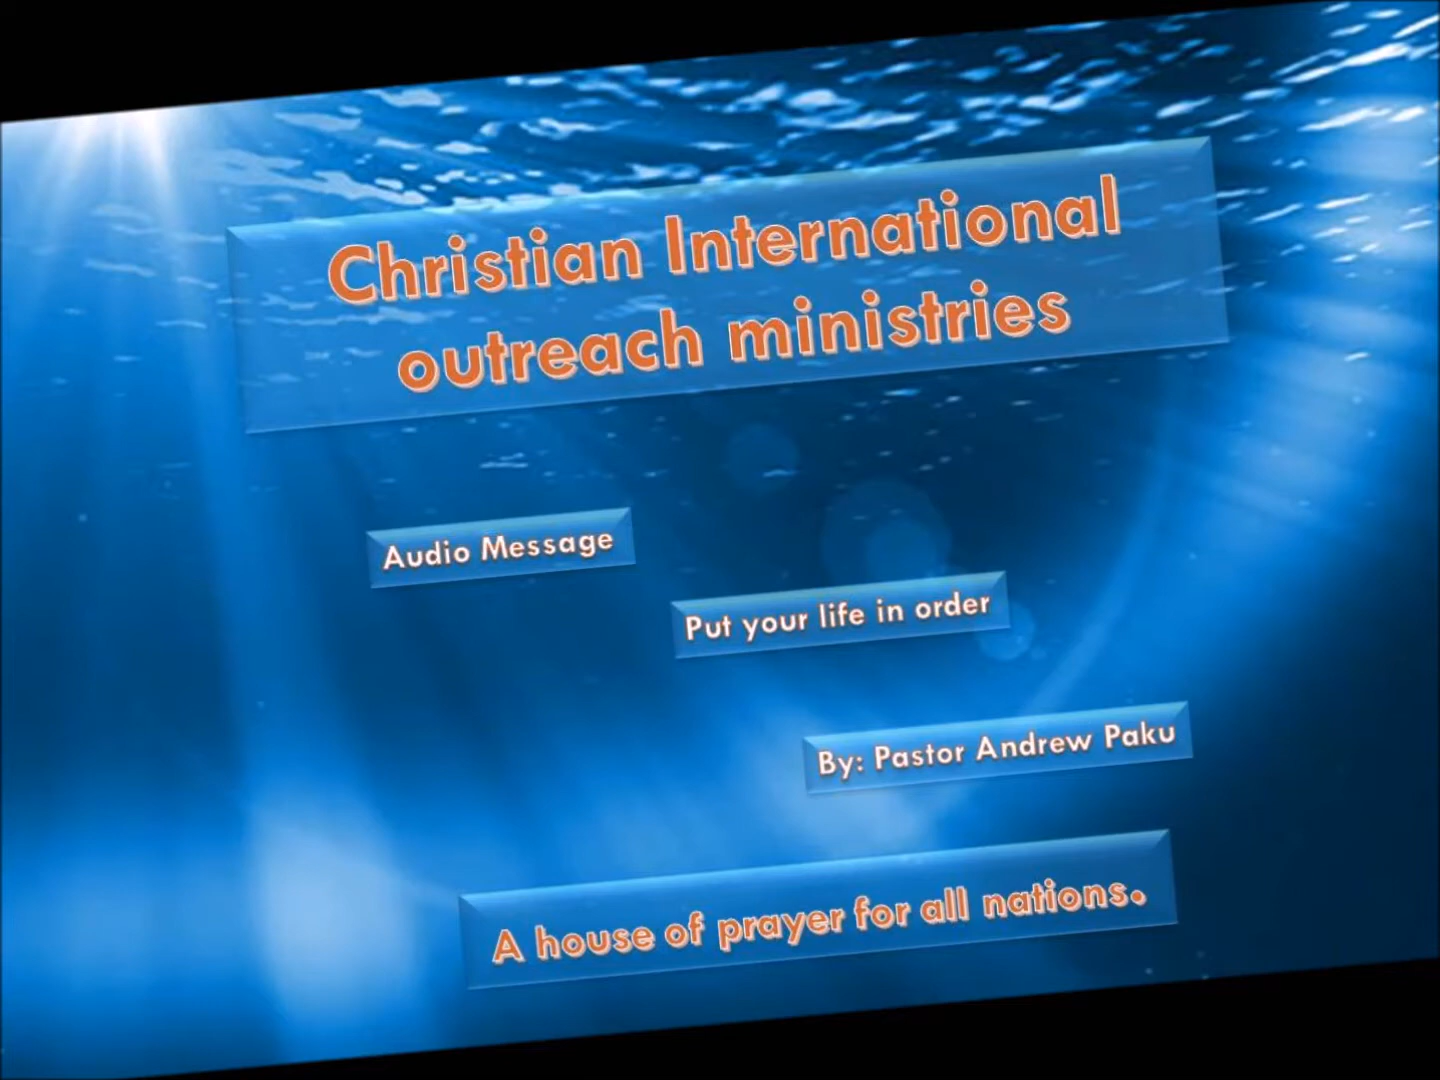 Christian International
outreach ministries
Audio Message
Put your life in order
By: Pastor Andrew Paku
A house of prayer for all nations.